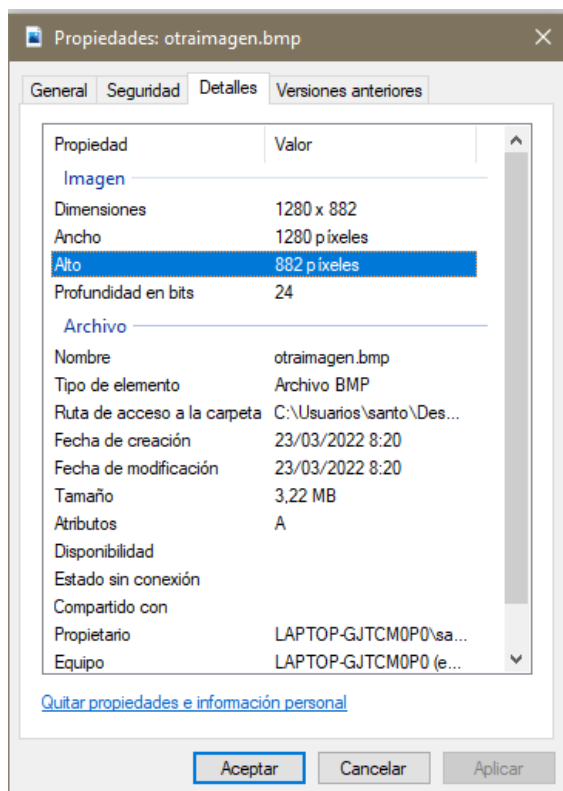 Propiedades: otraimagen.bmp
General Seguridad Detalles Versiones anteriores
Propiedad Valor
Imagen
Dimensiones 1280 x 882
Ancho 1280 píxeles
Alto 882 píxeles
Profundidad en bits 24
Archivo
Nombre otraimagen.bmp
Tipo de elemento Archivo BMP
Ruta de acceso a la carpeta C:\Usuarios\santo\Des...
Fecha de creación 23/03/2022 8:20
Fecha de modificación 23/03/2022 8:20
Tamaño 3,22 MB
Atributos A
Disponibilidad
Estado sin conexión
Compartido con
Propietario LAPTOP-GJTCM0P0\sa...
Equipo LAPTOP-GJTCM0P0 (e...
Quitar propiedades e información personal
Aceptar Cancelar Aplicar